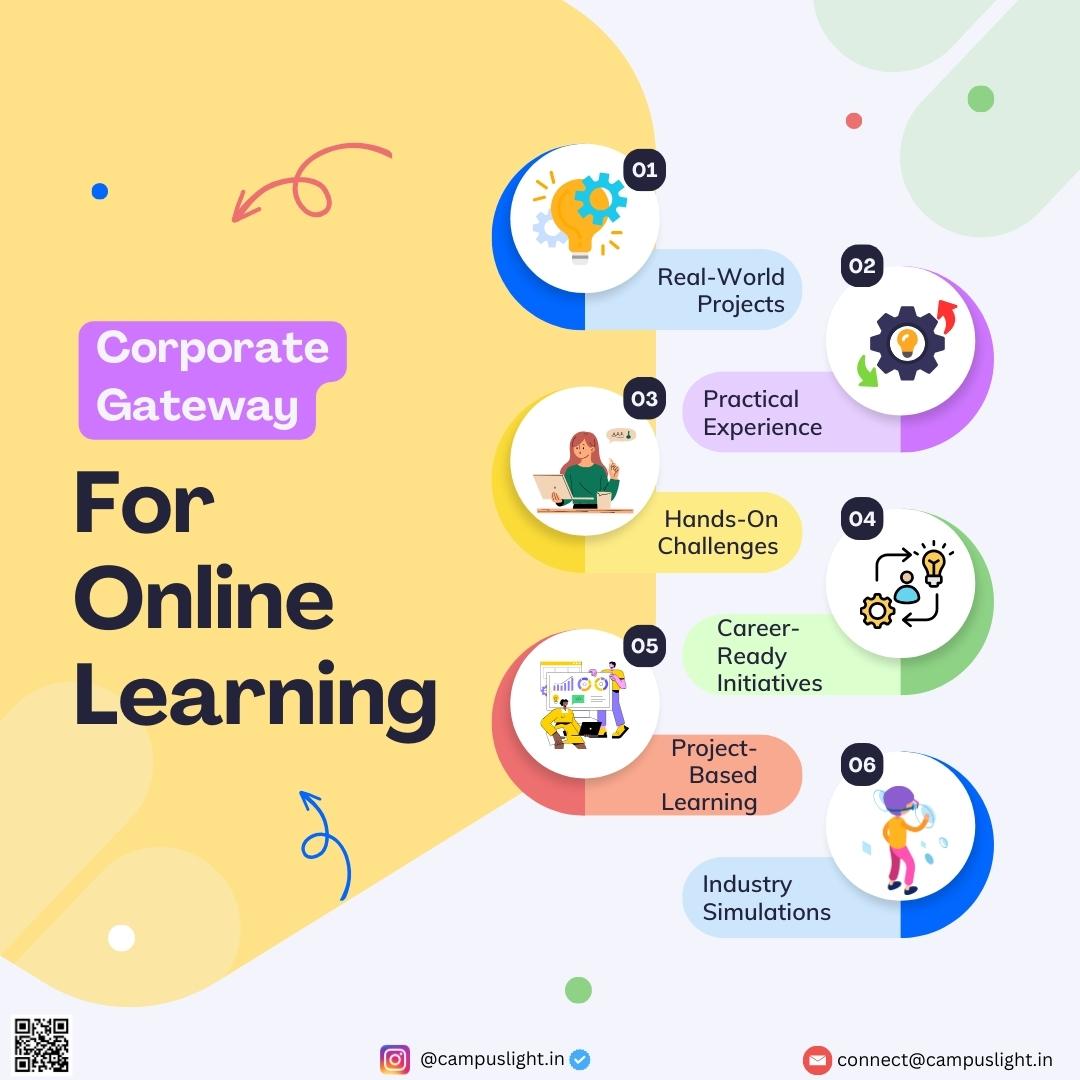 Corporate
Gateway
For
Online
Learning
01
Real-World
Projects
02
Practical
Experience
03
Hands-On
Challenges
04
Career-
Ready
Initiatives
05
Project-
Based
Learning
06
Industry
Simulations
@campuslight.in
connect@campuslight.in